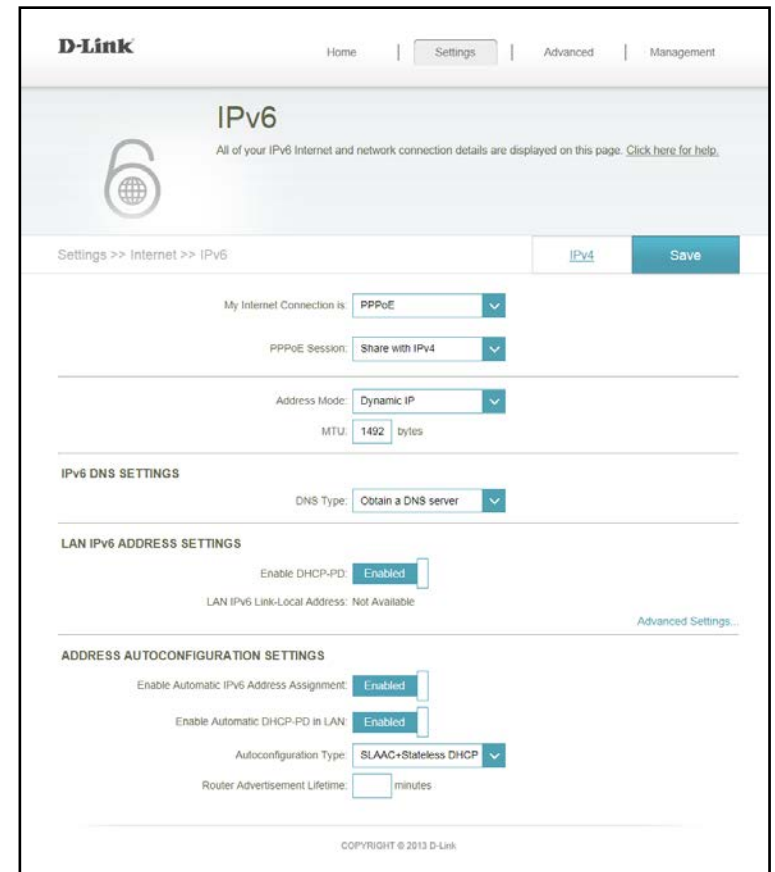 D-Link
Home | Settings | Advanced | Management
IPv6
All of your IPv6 Internet and network connection details are displayed on this page. Click here for help.
Settings >> Internet >> IPv6 IPv4 Save
My Internet Connection is: PPPoE
PPPoE Session: Share with IPv4
Address Mode: Dynamic IP
MTU: 1492 bytes
IPv6 DNS SETTINGS
DNS Type: Obtain a DNS server
LAN IPv6 ADDRESS SETTINGS
Enable DHCP-PD: Enabled
LAN IPv6 Link-Local Address: Not Available
Advanced Settings...
ADDRESS AUTOCONFIGURATION SETTINGS
Enable Automatic IPv6 Address Assignment: Enabled
Enable Automatic DHCP-PD in LAN: Enabled
Autoconfiguration Type: SLAAC+Stateless DHCP
Router Advertisement Lifetime: minutes
COPYRIGHT © 2013 D-Link